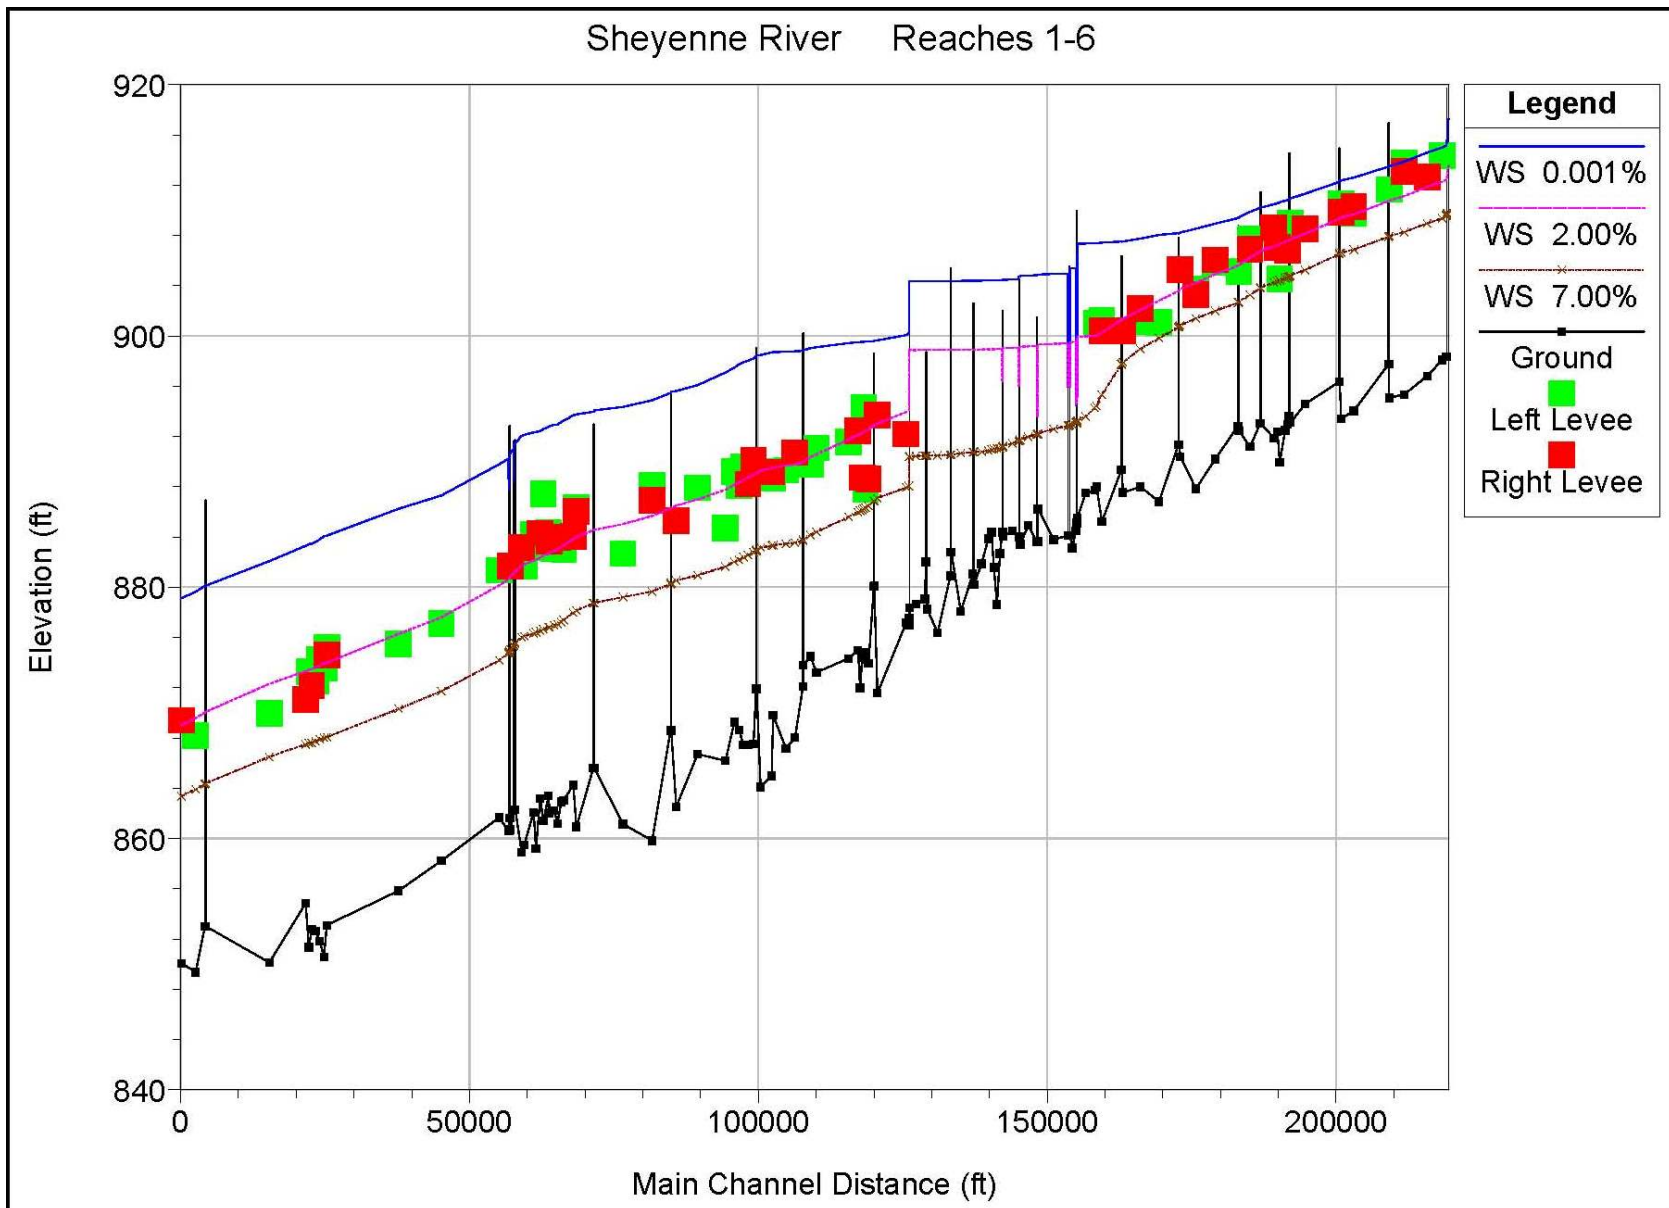 Sheyenne River Reaches 1-6
920
900
880
860
840
0
50000
100000
150000
200000
Elevation (ft)
Main Channel Distance (ft)
Legend
WS 0.001%
WS 2.00%
WS 7.00%
Ground
Left Levee
Right Levee